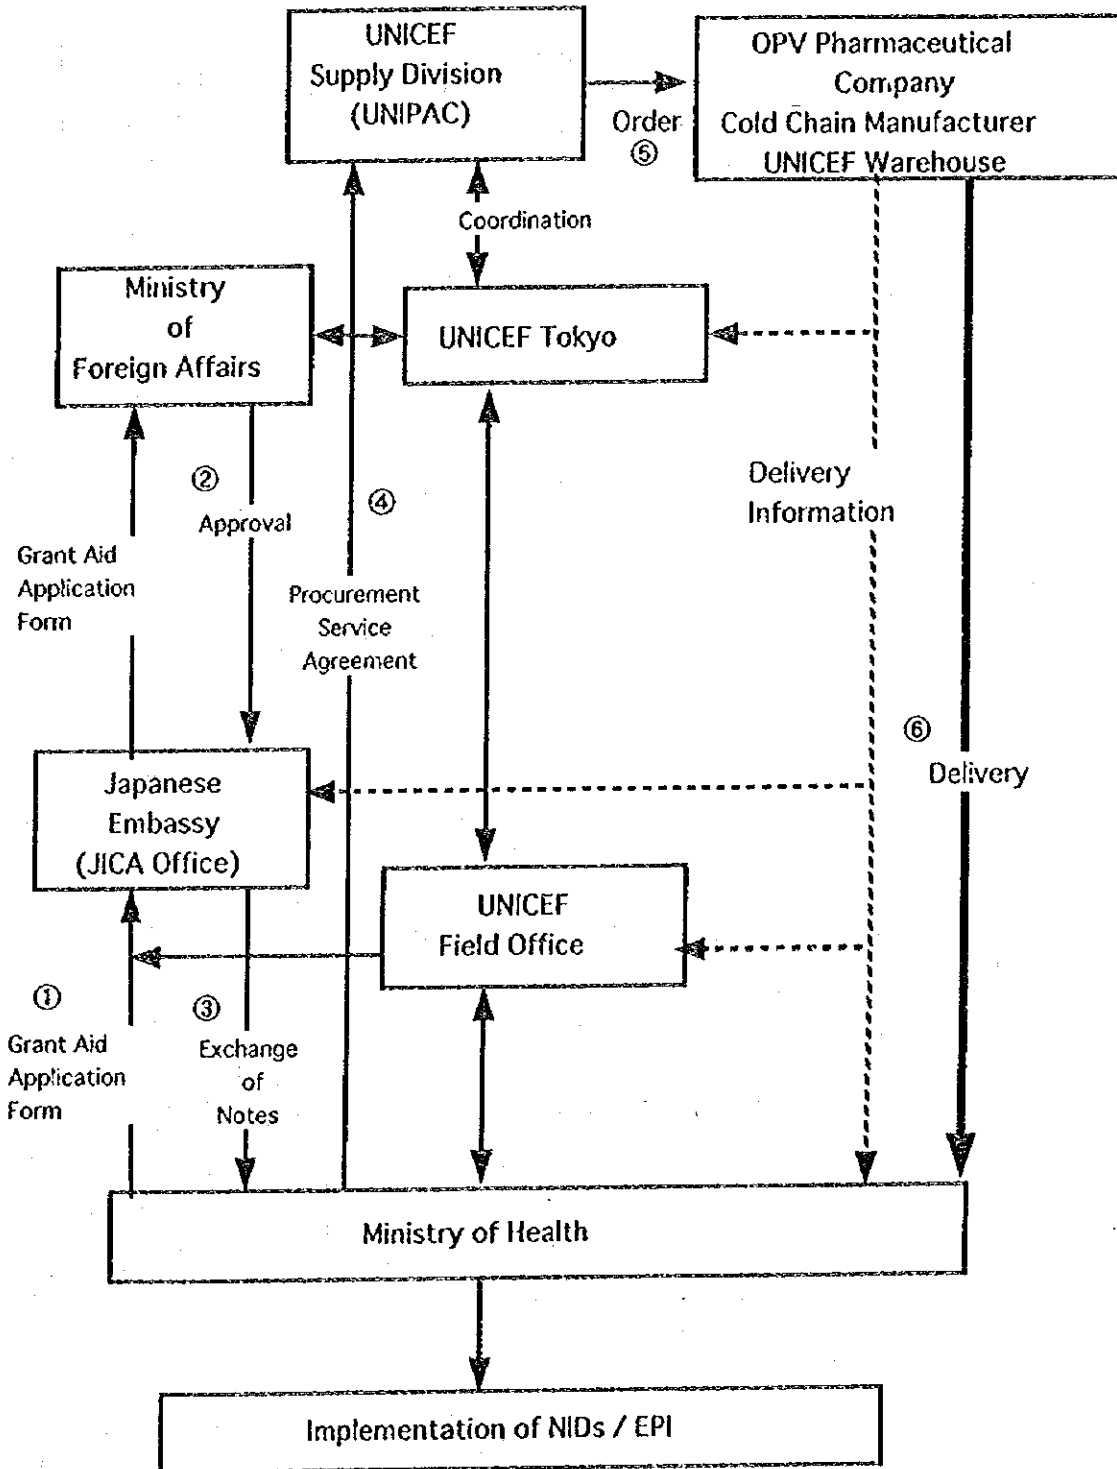 UNICEF
Supply Division
(UNIPAC)
OPV Pharmaceutical
Company
Cold Chain Manufacturer
UNICEF Warehouse
Order
⑤
Coordination
Ministry
of
Foreign Affairs
UNICEF Tokyo
②
Approval
④
Delivery
Information
Grant Aid
Application
Form
Procurement
Service
Agreement
⑥
Delivery
Japanese
Embassy
(JICA Office)
UNICEF
Field Office
①
Grant Aid
Application
Form
③
Exchange
of
Notes
Ministry of Health
Implementation of NIDs / EPI